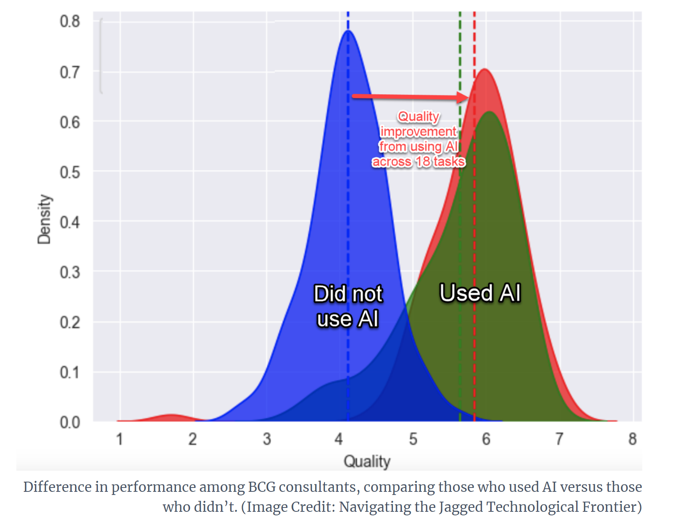 0.8
0.7
Quality
improvement
from using AI
across 18 tasks
0.6
0.5
Density
0.4
0.3
Did not
use AI
Used AI
0.2
0.1
0.0
1 2 3 4 5 6 7 8
Quality
Difference in performance among BCG consultants, comparing those who used AI versus those
who didn’t. (Image Credit: Navigating the Jagged Technological Frontier)